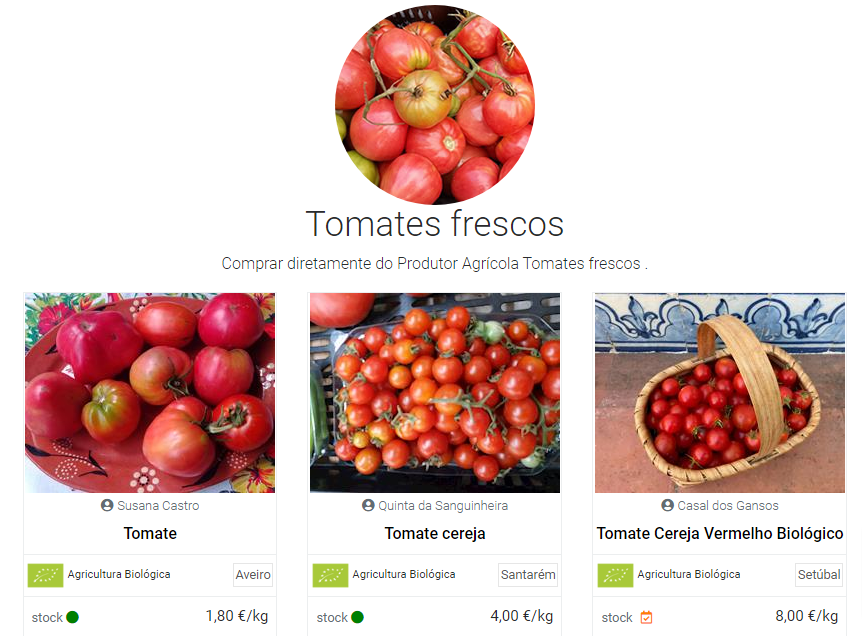 Tomates frescos
Comprar diretamente do Produtor Agrícola Tomates frescos .
Susana Castro
Tomate
Agricultura Biológica
Aveiro
stock
1,80 €/kg
Quinta da Sanguinheira
Tomate cereja
Agricultura Biológica
Santarém
stock
4,00 €/kg
Casal dos Gansos
Tomate Cereja Vermelho Biológico
Agricultura Biológica
Setúbal
stock
8,00 €/kg